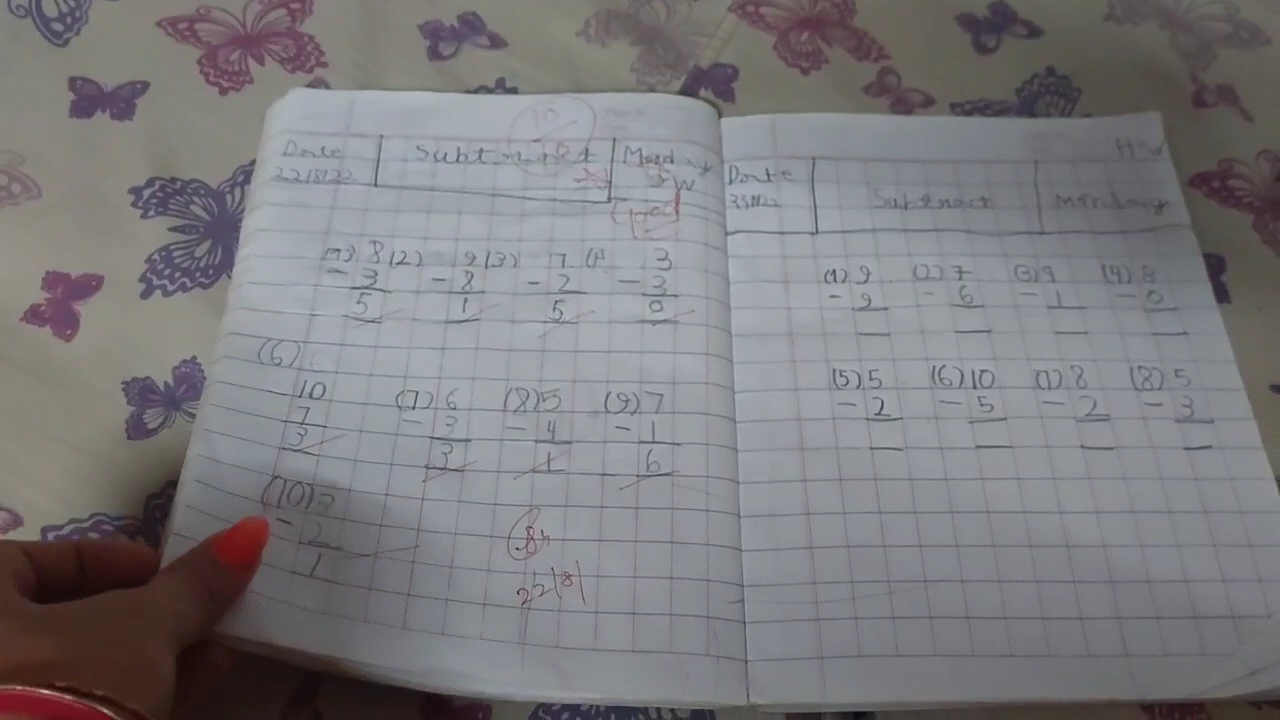 Date
Subtract
22/8/22
Good
(1) 8 (2) 9 (3) 7 (4) 3
- 3 - 8 - 2 - 3
5 1 5 0
(6)
10 (7) 6 (8) 5 (9) 7
7 - 3 - 4 - 1
3 3 1 6
(10) 3
- 2
1
22/8/
H.W
Date
Subtract Monday
(1) 9 (2) 7 (3) 9 (4) 8
- 9 - 6 - 1 - 0
(5) 5 (6) 10 (7) 8 (8) 5
- 2 - 5 - 2 - 3